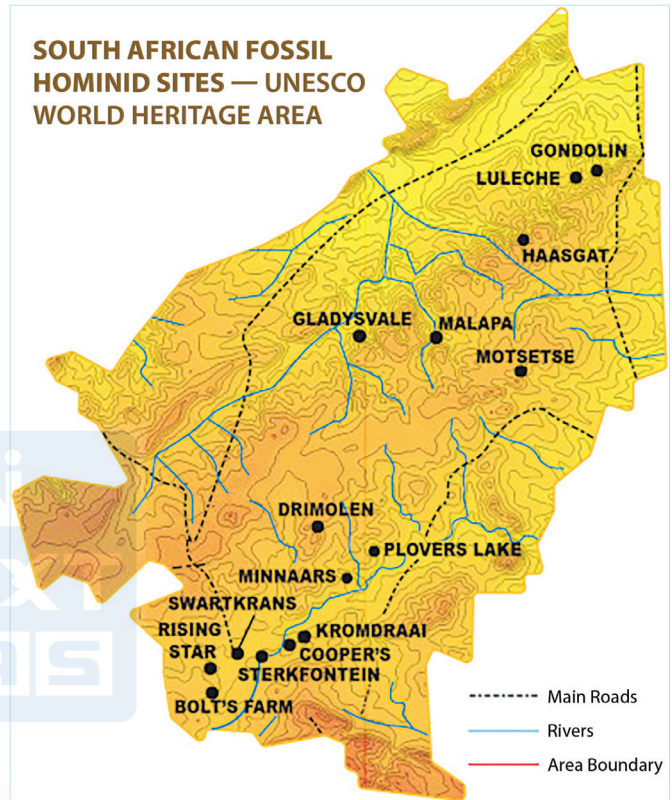 SOUTH AFRICAN FOSSIL
HOMINID SITES — UNESCO
WORLD HERITAGE AREA
GONDOLIN
LULECHE
HAASGAT
GLADYSVALE
MALAPA
MOTSETSE
DRIMOLEN
PLOVERS LAKE
MINNAARS
SWARTKRANS
RISING
STAR
KROMDRAAI
COOPER'S
STERKFONTEIN
BOLT'S FARM
Main Roads
Rivers
Area Boundary